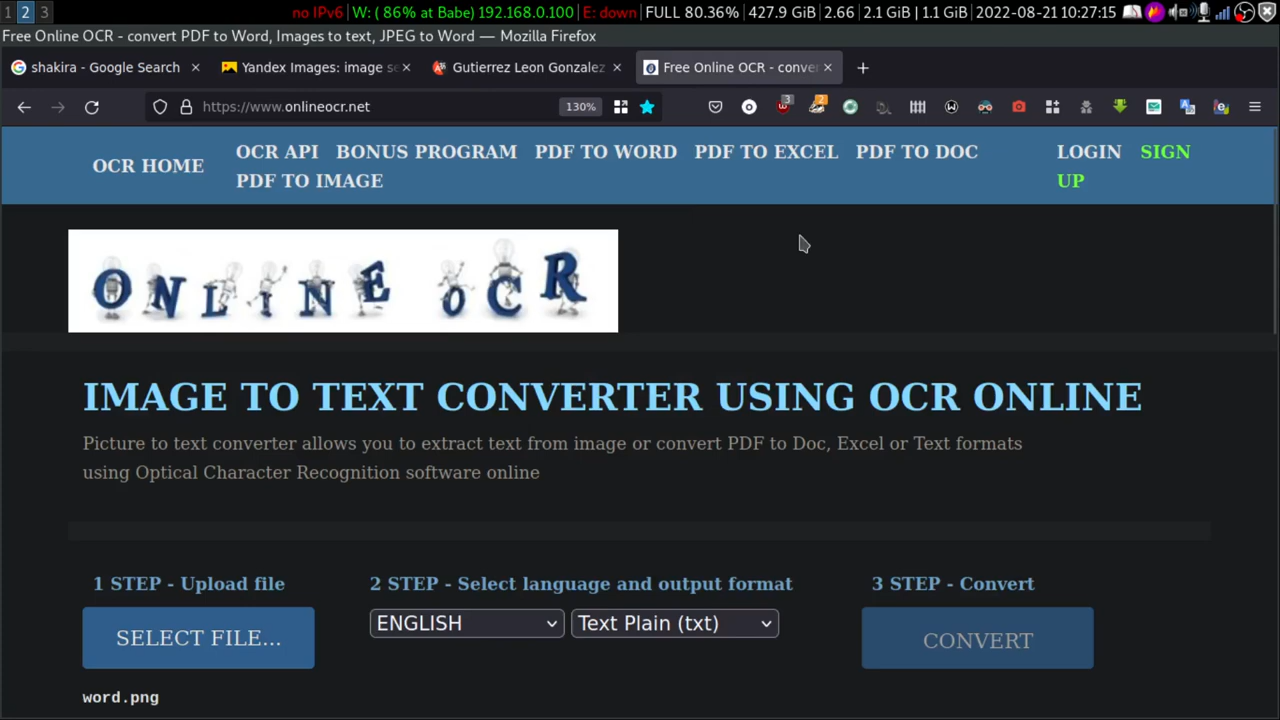 1 2 3 no IPv6| W: ( 86% at Babe) 192.168.0.100| E: down| FULL 80.36%| 427.9 GiB| 2.66| 2.1 GiB | 1.1 GiB| 2022-08-21 10:27:15
Free Online OCR - convert PDF to Word, Images to text, JPEG to Word — Mozilla Firefox
shakira - Google Search Yandex Images: image se Gutierrez Leon Gonzalez Free Online OCR - conver
https://www.onlineocr.net 130% 3 2
OCR HOME OCR API BONUS PROGRAM PDF TO WORD PDF TO EXCEL PDF TO DOC LOGIN SIGN
PDF TO IMAGE UP
ONLINE OCR
IMAGE TO TEXT CONVERTER USING OCR ONLINE
Picture to text converter allows you to extract text from image or convert PDF to Doc, Excel or Text formats
using Optical Character Recognition software online
1 STEP - Upload file 2 STEP - Select language and output format 3 STEP - Convert
SELECT FILE... ENGLISH Text Plain (txt) CONVERT
word.png